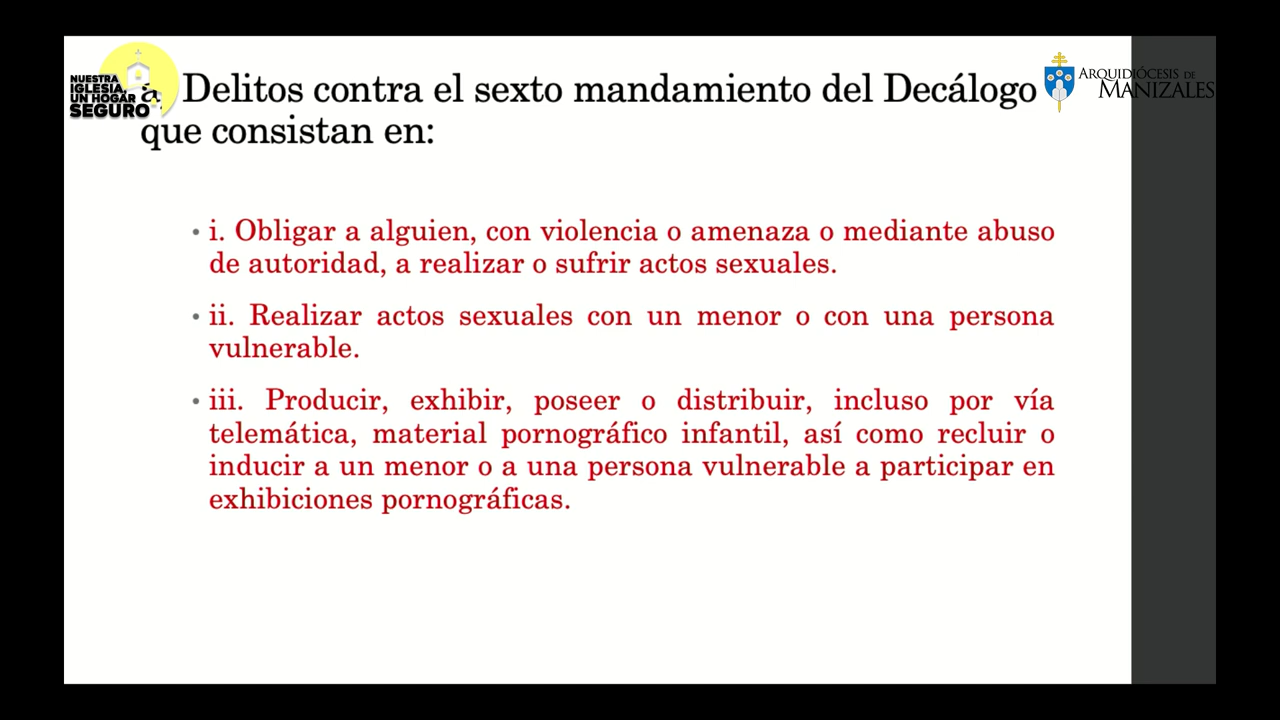 NUESTRA
IGLESIA,
UN HOGAR
SEGURO
ARQUIDIÓCESIS DE
MANIZALES
a. Delitos contra el sexto mandamiento del Decálogo
que consistan en:
• i. Obligar a alguien, con violencia o amenaza o mediante abuso
de autoridad, a realizar o sufrir actos sexuales.
• ii. Realizar actos sexuales con un menor o con una persona
vulnerable.
• iii. Producir, exhibir, poseer o distribuir, incluso por vía
telemática, material pornográfico infantil, así como recluir o
inducir a un menor o a una persona vulnerable a participar en
exhibiciones pornográficas.